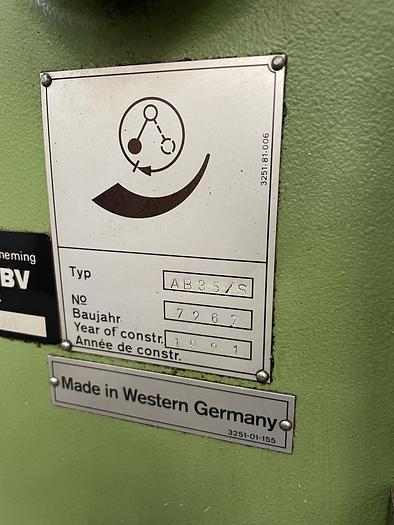 3251-81.006
Typ AB35/S
No 7267
Baujahr
Year of constr. 1991
Année de constr.
Made in Western Germany
3251-01-155
neming
BV